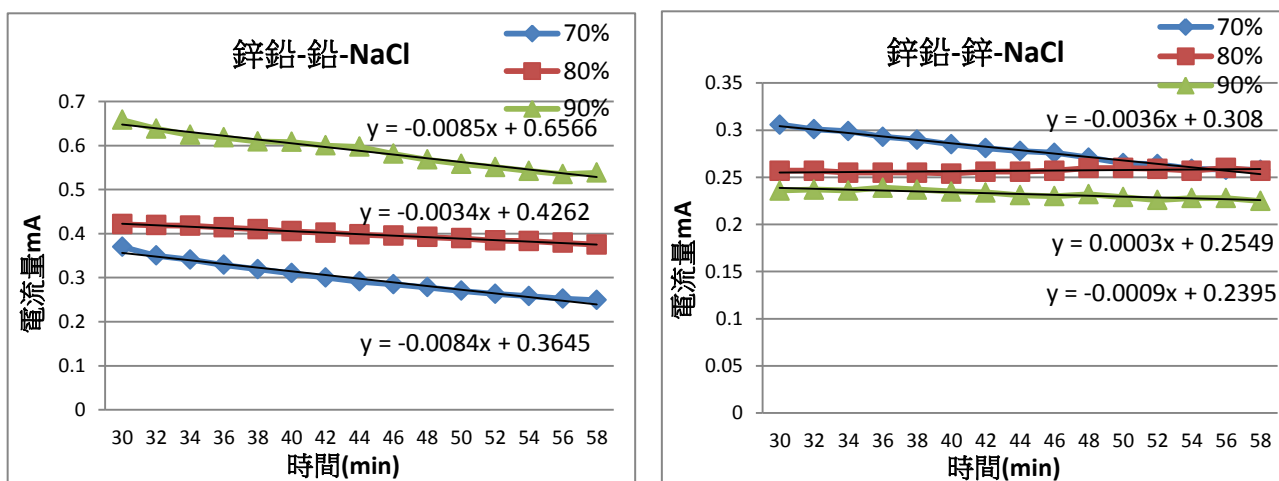 鋅鉛-鉛-NaCl
70%
80%
90%
y = -0.0085x + 0.6566
y = -0.0034x + 0.4262
y = -0.0084x + 0.3645
0.7
0.6
0.5
0.4
0.3
0.2
0.1
0
30 32 34 36 38 40 42 44 46 48 50 52 54 56 58
時間(min)
電流量mA
鋅鉛-鋅-NaCl
70%
80%
90%
y = -0.0036x + 0.308
y = 0.0003x + 0.2549
y = -0.0009x + 0.2395
0.35
0.3
0.25
0.2
0.15
0.1
0.05
0
30 32 34 36 38 40 42 44 46 48 50 52 54 56 58
時間(min)
電流量mA